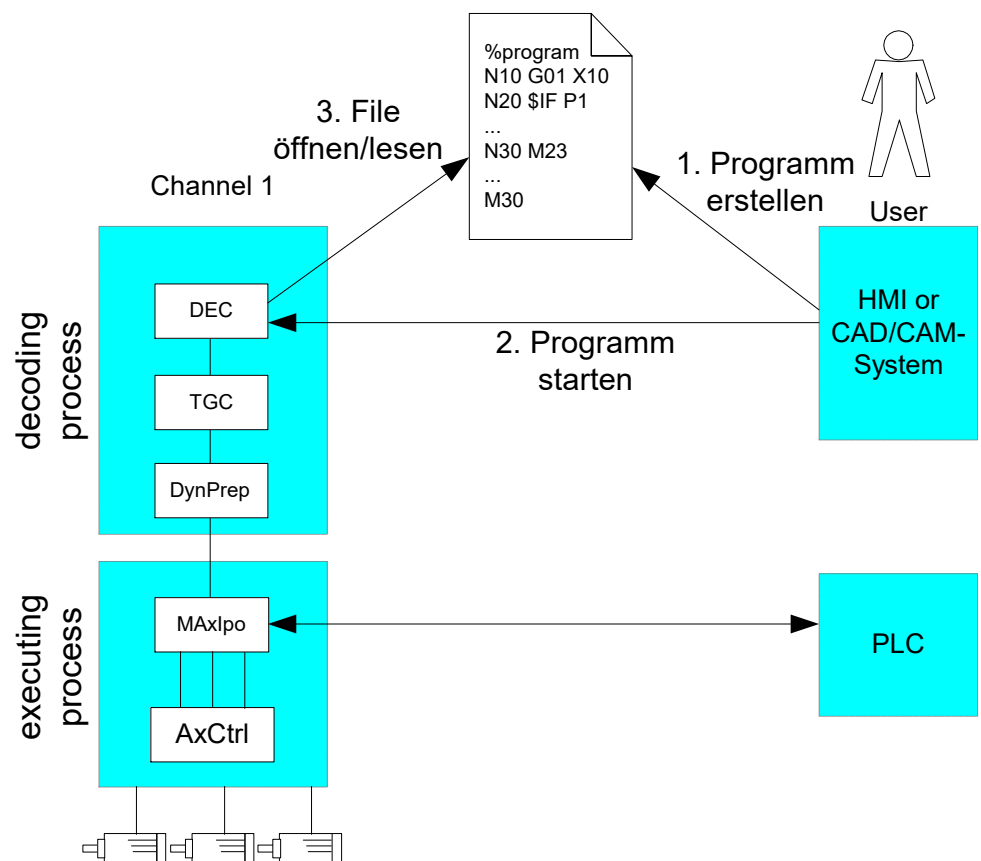 %program
N10 G01 X10
N20 $IF P1
...
N30 M23
...
M30
3. File
öffnen/lesen
1. Programm
erstellen
User
Channel 1
DEC
TGC
DynPrep
decoding
process
2. Programm
starten
HMI or
CAD/CAM-
System
MAxIpo
AxCtrl
executing
process
PLC